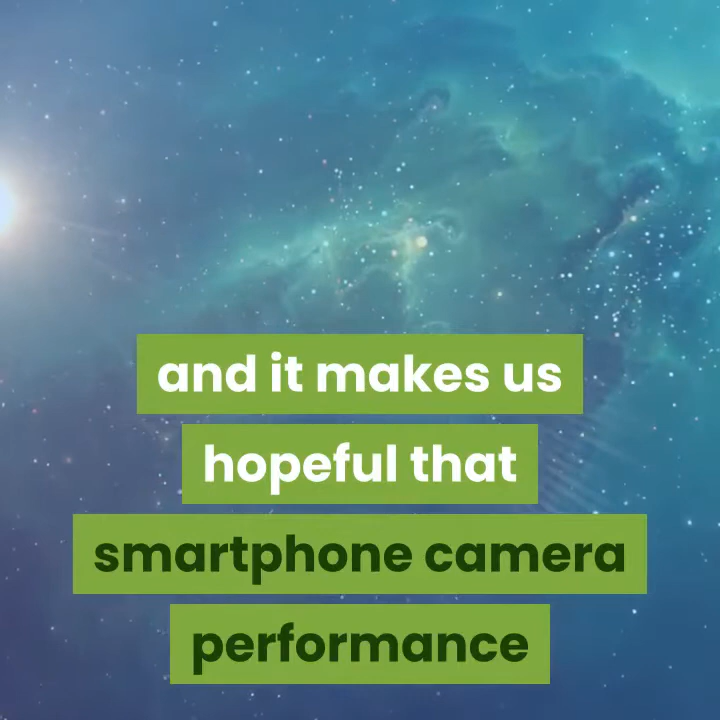 and it makes us
hopeful that
smartphone camera
performance